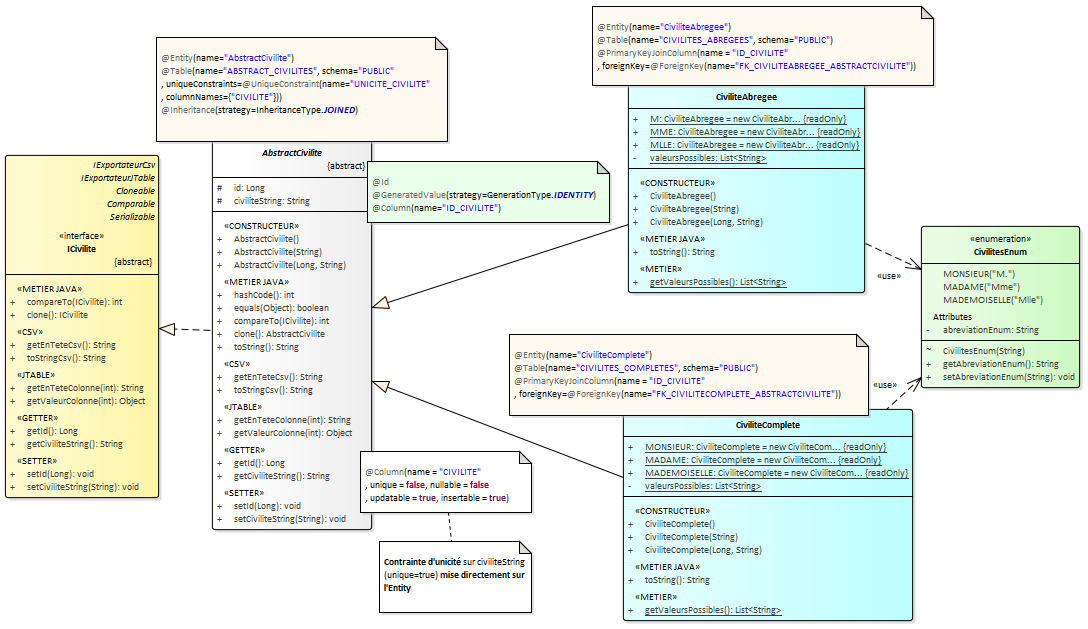 @Entity(name="CiviliteAbregee")
@Table(name="CIVILITES_ABREGEES", schema="PUBLIC")
@PrimaryKeyJoinColumn(name = "ID_CIVILITE"
, foreignKey=@ForeignKey(name="FK_CIVILITEABREGEE_ABSTRACTCIVILITE"))
@Entity(name="AbstractCivilite")
@Table(name="ABSTRACT_CIVILITES", schema="PUBLIC"
, uniqueConstraints=@UniqueConstraint(name="UNICITE_CIVILITE"
, columnNames={"CIVILITE"}))
@Inheritance(strategy=InheritanceType.JOINED)
IExportateurCsv
IExportateurJTable
Cloneable
Comparable
Serializable
«interface»
ICivilite
{abstract}
«METIER JAVA»
+ compareTo(ICivilite): int
+ clone(): ICivilite
«CSV»
+ getEnTeteCsv(): String
+ toStringCsv(): String
«JTABLE»
+ getEnTeteColonne(int): String
+ getValeurColonne(int): Object
«GETTER»
+ getId(): Long
+ getCiviliteString(): String
«SETTER»
+ setId(Long): void
+ setCiviliteString(String): void
AbstractCivilite
{abstract}
# id: Long
# civiliteString: String
«CONSTRUCTEUR»
+ AbstractCivilite()
+ AbstractCivilite(String)
+ AbstractCivilite(Long, String)
«METIER JAVA»
+ hashCode(): int
+ equals(Object): boolean
+ compareTo(ICivilite): int
+ clone(): AbstractCivilite
+ toString(): String
«CSV»
+ getEnTeteCsv(): String
+ toStringCsv(): String
«JTABLE»
+ getEnTeteColonne(int): String
+ getValeurColonne(int): Object
«GETTER»
+ getId(): Long
+ getCiviliteString(): String
«SETTER»
+ setId(Long): void
+ setCiviliteString(String): void
@Id
@GeneratedValue(strategy=GenerationType.IDENTITY)
@Column(name="ID_CIVILITE")
CiviliteAbregee
+ M: CiviliteAbregee = new CiviliteAbr... {readOnly}
+ MME: CiviliteAbregee = new CiviliteAbr... {readOnly}
+ MLLE: CiviliteAbregee = new CiviliteAbr... {readOnly}
- valeursPossibles: List<String>
«CONSTRUCTEUR»
+ CiviliteAbregee()
+ CiviliteAbregee(String)
+ CiviliteAbregee(Long, String)
«METIER JAVA»
+ toString(): String
«METIER»
+ getValeursPossibles(): List<String>
«use»
«enumeration»
CivilitesEnum
MONSIEUR("M.")
MADAME("Mme")
MADEMOISELLE("Mlle")
Attributes
- abreviationEnum: String
~ CivilitesEnum(String)
+ getAbreviationEnum(): String
+ setAbreviationEnum(String): void
@Entity(name="CiviliteComplete")
@Table(name="CIVILITES_COMPLETES", schema="PUBLIC")
@PrimaryKeyJoinColumn(name = "ID_CIVILITE"
, foreignKey=@ForeignKey(name="FK_CIVILITECOMPLETE_ABSTRACTCIVILITE"))
«use»
CiviliteComplete
+ MONSIEUR: CiviliteComplete = new CiviliteCom... {readOnly}
+ MADAME: CiviliteComplete = new CiviliteCom... {readOnly}
+ MADEMOISELLE: CiviliteComplete = new CiviliteCom... {readOnly}
- valeursPossibles: List<String>
«CONSTRUCTEUR»
+ CiviliteComplete()
+ CiviliteComplete(String)
+ CiviliteComplete(Long, String)
«METIER JAVA»
+ toString(): String
«METIER»
+ getValeursPossibles(): List<String>
@Column(name = "CIVILITE"
, unique = false, nullable = false
, updatable = true, insertable = true)
Contrainte d'unicité sur civiliteString
(unique=true) mise directement sur
l'Entity